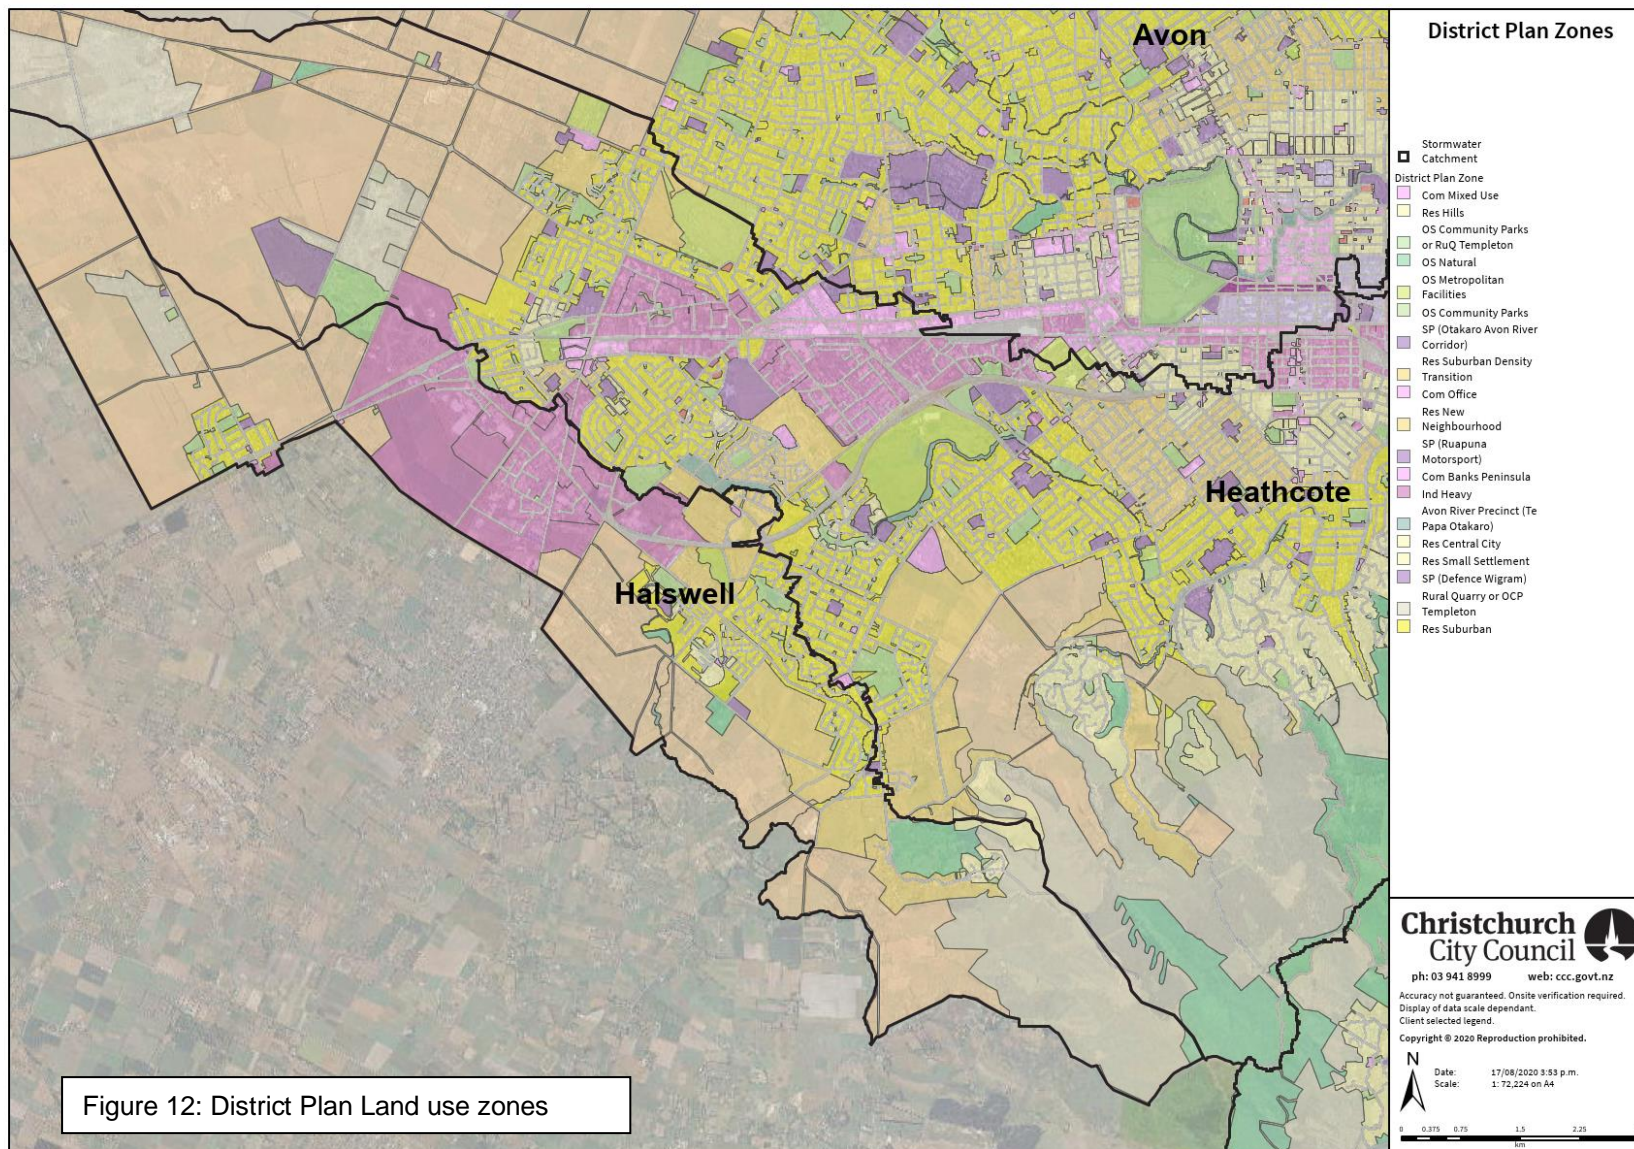 Avon
Heathcote
Halswell
Figure 12: District Plan Land use zones
District Plan Zones
Stormwater
Catchment
District Plan Zone
Com Mixed Use
Res Hills
OS Community Parks
or RuQ Templeton
OS Natural
OS Metropolitan
Facilities
OS Community Parks
SP (Otakaro Avon River
Corridor)
Res Suburban Density
Transition
Com Office
Res New
Neighbourhood
SP (Ruapuna
Motorsport)
Com Banks Peninsula
Ind Heavy
Avon River Precinct (Te
Papa Otakaro)
Res Central City
Res Small Settlement
SP (Defence Wigram)
Rural Quarry or OCP
Templeton
Res Suburban
Christchurch
City Council
ph: 03 941 8999 web: ccc.govt.nz
Accuracy not guaranteed. Onsite verification required.
Display of data scale dependant.
Client selected legend.
Copyright © 2020 Reproduction prohibited.
N
Date: 17/08/2020 3:53 p.m.
Scale: 1: 72,224 on A4
0 0.375 0.75 1.5 2.25
km